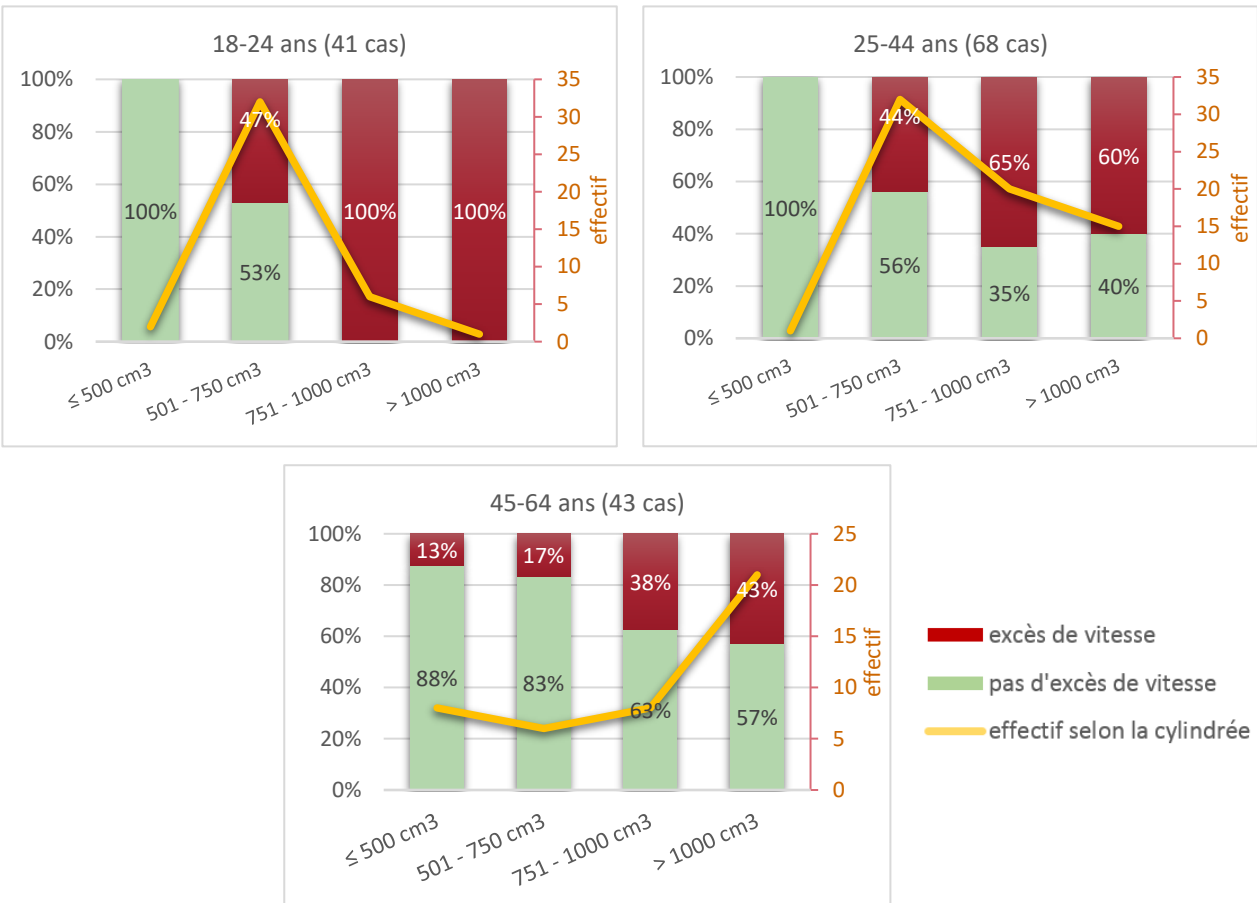 18-24 ans (41 cas)
100% 35
30
80% 47%
25
60% 20
100% 100% 100%
40% 15
53% 10
20%
5
0% 0
effectif
≤ 500 cm3 501 - 750 cm3 751 - 1000 cm3 > 1000 cm3
25-44 ans (68 cas)
100% 35
44% 30
80%
65% 60% 25
60% 20
100%
40% 15
56% 10
20% 35% 40%
5
0% 0
effectif
≤ 500 cm3 501 - 750 cm3 751 - 1000 cm3 > 1000 cm3
45-64 ans (43 cas)
100% 25
13% 17%
80% 38% 43% 20
60% 15
88% 83% 63% 57%
40% 10
20% 5
0% 0
effectif
≤ 500 cm3 501 - 750 cm3 751 - 1000 cm3 > 1000 cm3
excès de vitesse
pas d'excès de vitesse
effectif selon la cylindrée